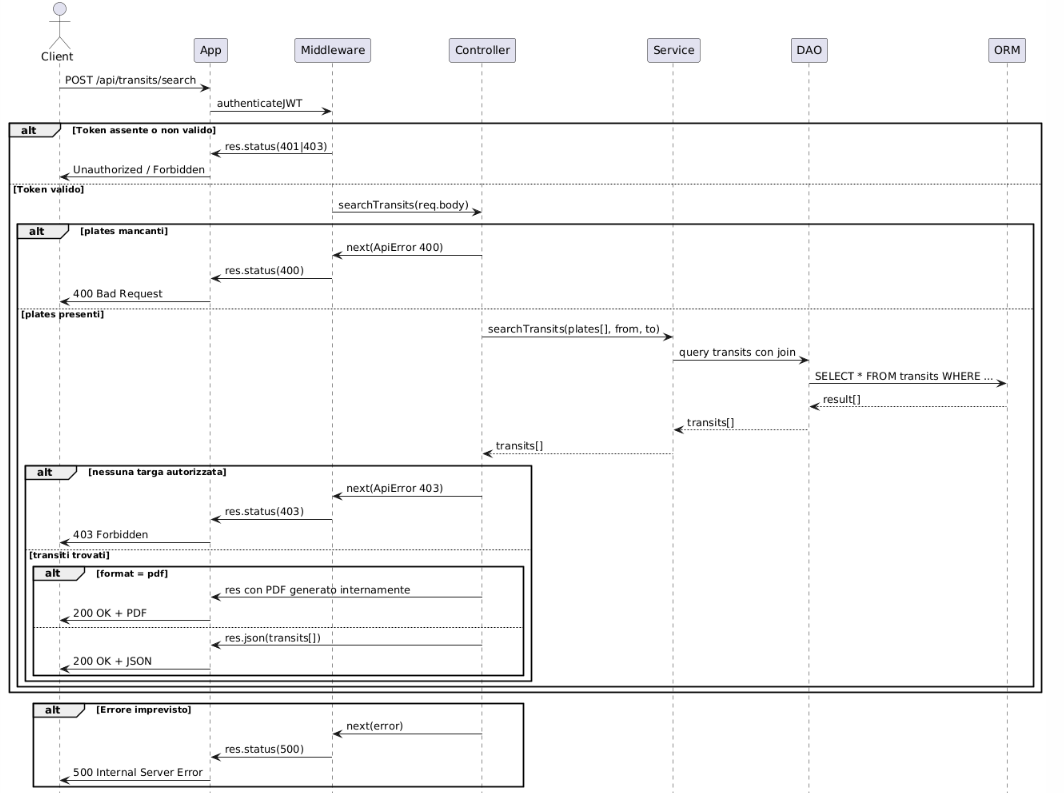 Client
App
Middleware
Controller
Service
DAO
ORM
POST /api/transits/search
authenticateJWT
alt [Token assente o non valido]
res.status(401|403)
Unauthorized / Forbidden
[Token valido]
searchTransits(req.body)
alt [plates mancanti]
next(ApiError 400)
res.status(400)
400 Bad Request
[plates presenti]
searchTransits(plates[], from, to)
query transits con join
SELECT * FROM transits WHERE ...
result[]
transits[]
transits[]
alt [nessuna targa autorizzata]
next(ApiError 403)
res.status(403)
403 Forbidden
[transiti trovati]
alt [format = pdf]
res con PDF generato internamente
200 OK + PDF
res.json(transits[])
200 OK + JSON
alt [Errore imprevisto]
next(error)
res.status(500)
500 Internal Server Error